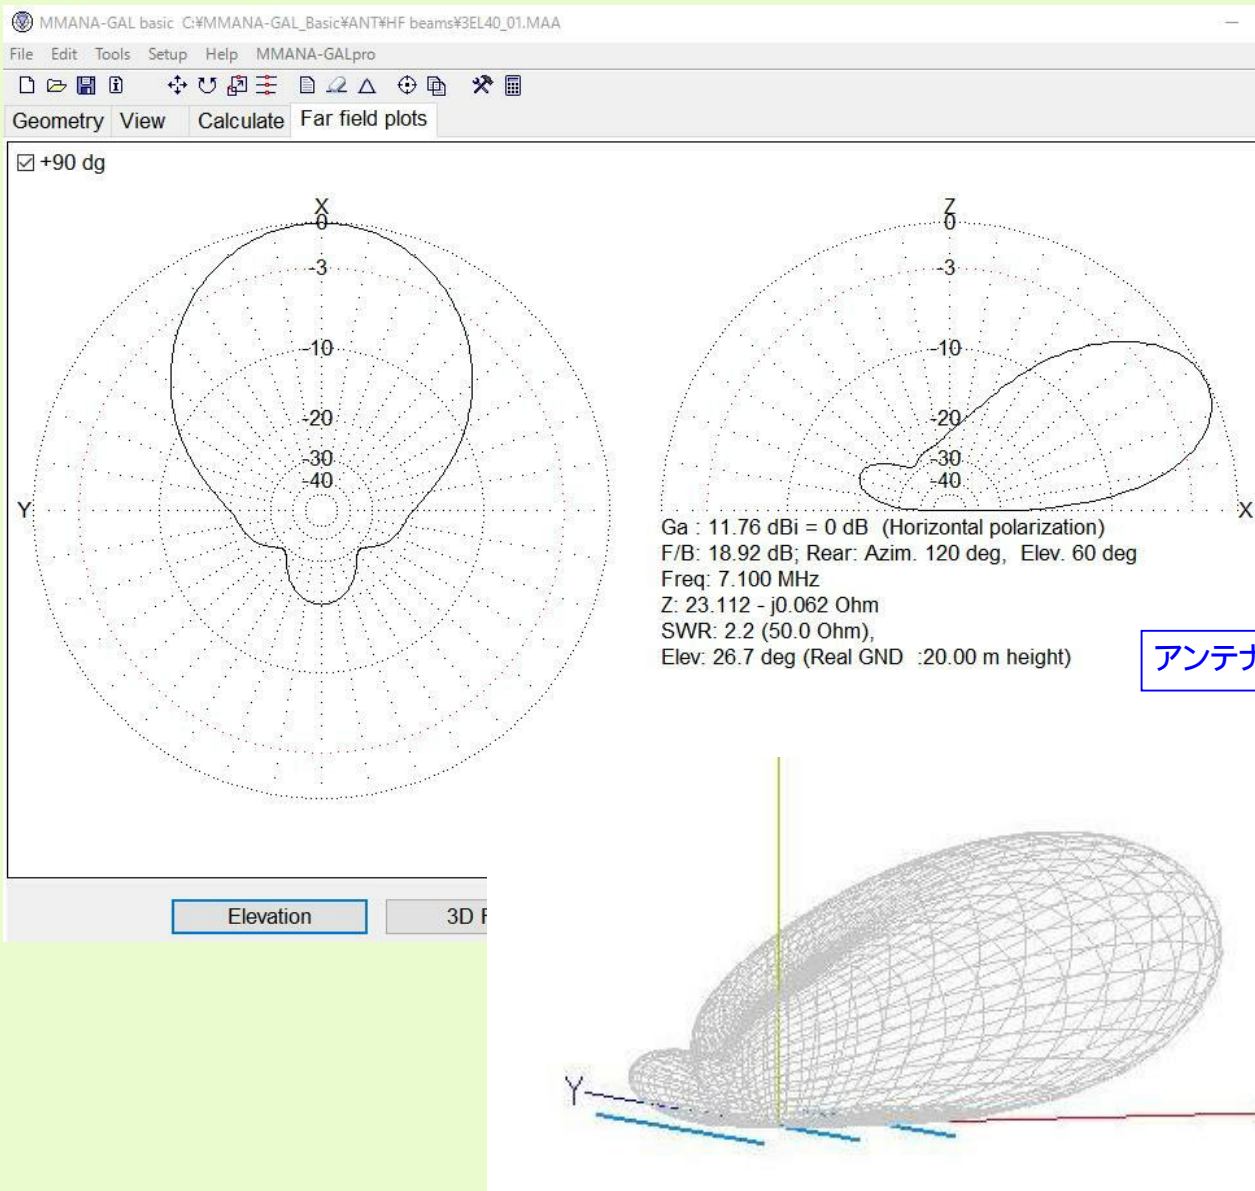 MMANA-GAL basic C:¥MMANA-GAL_Basic¥ANT¥HF beams¥3EL40_01.MAA
File Edit Tools Setup Help MMANA-GALpro
Geometry View Calculate Far field plots
+90 dg
X
0
-3
-10
-20
-30
-40
Y
Z
0
-3
-10
-20
-30
-40
X
Ga : 11.76 dBi = 0 dB (Horizontal polarization)
F/B: 18.92 dB; Rear: Azim. 120 deg, Elev. 60 deg
Freq: 7.100 MHz
Z: 23.112 - j0.062 Ohm
SWR: 2.2 (50.0 Ohm),
Elev: 26.7 deg (Real GND :20.00 m height)
アンテナ
Elevation
3D
Y